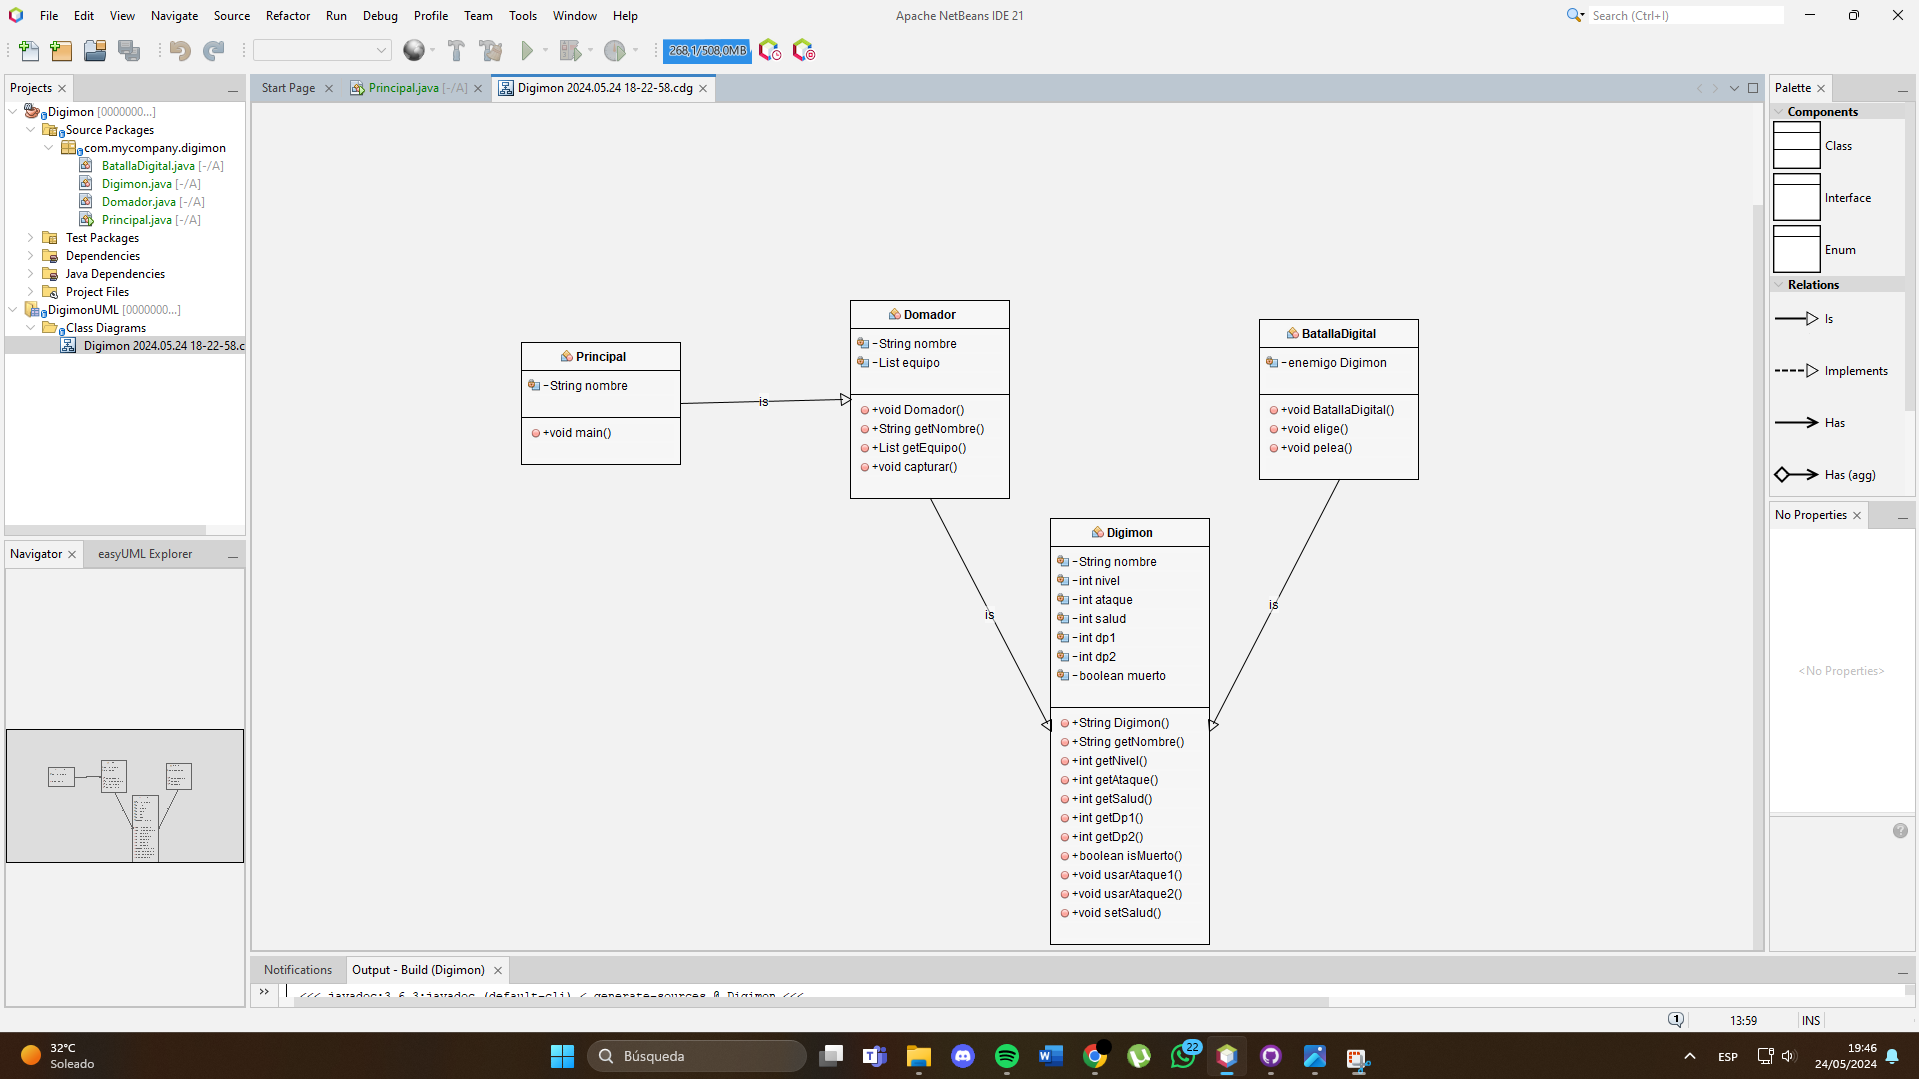 File Edit View Navigate Source Refactor Run Debug Profile Team Tools Window Help
Apache NetBeans IDE 21
Search (Ctrl+I)
268,1/508,0MB
Projects
Digimon [0000000...]
Source Packages
com.mycompany.digimon
BatallaDigital.java [-/A]
Digimon.java [-/A]
Domador.java [-/A]
Principal.java [-/A]
Test Packages
Dependencies
Java Dependencies
Project Files
DigimonUML [0000000...]
Class Diagrams
Digimon 2024.05.24 18-22-58.c
Navigator
easyUML Explorer
Start Page
Principal.java [-/A]
Digimon 2024.05.24 18-22-58.cdg
Principal
-String nombre
+void main()
is
Domador
-String nombre
-List equipo
+void Domador()
+String getNombre()
+List getEquipo()
+void capturar()
BatallaDigital
-enemigo Digimon
+void BatallaDigital()
+void elige()
+void pelea()
is
is
Digimon
-String nombre
-int nivel
-int ataque
-int salud
-int dp1
-int dp2
-boolean muerto
+String Digimon()
+String getNombre()
+int getNivel()
+int getAtaque()
+int getSalud()
+int getDp1()
+int getDp2()
+boolean isMuerto()
+void usarAtaque1()
+void usarAtaque2()
+void setSalud()
Palette
Components
Class
Interface
Enum
Relations
Is
Implements
Has
Has (agg)
No Properties
<No Properties>
Notifications
Output - Build (Digimon)
<<< javadoc:3.6.3:javadoc (default-cli) < generate-sources @ Digimon <<<
1
13:59
INS
32°C
Soleado
Búsqueda
22
ESP
19:46
24/05/2024